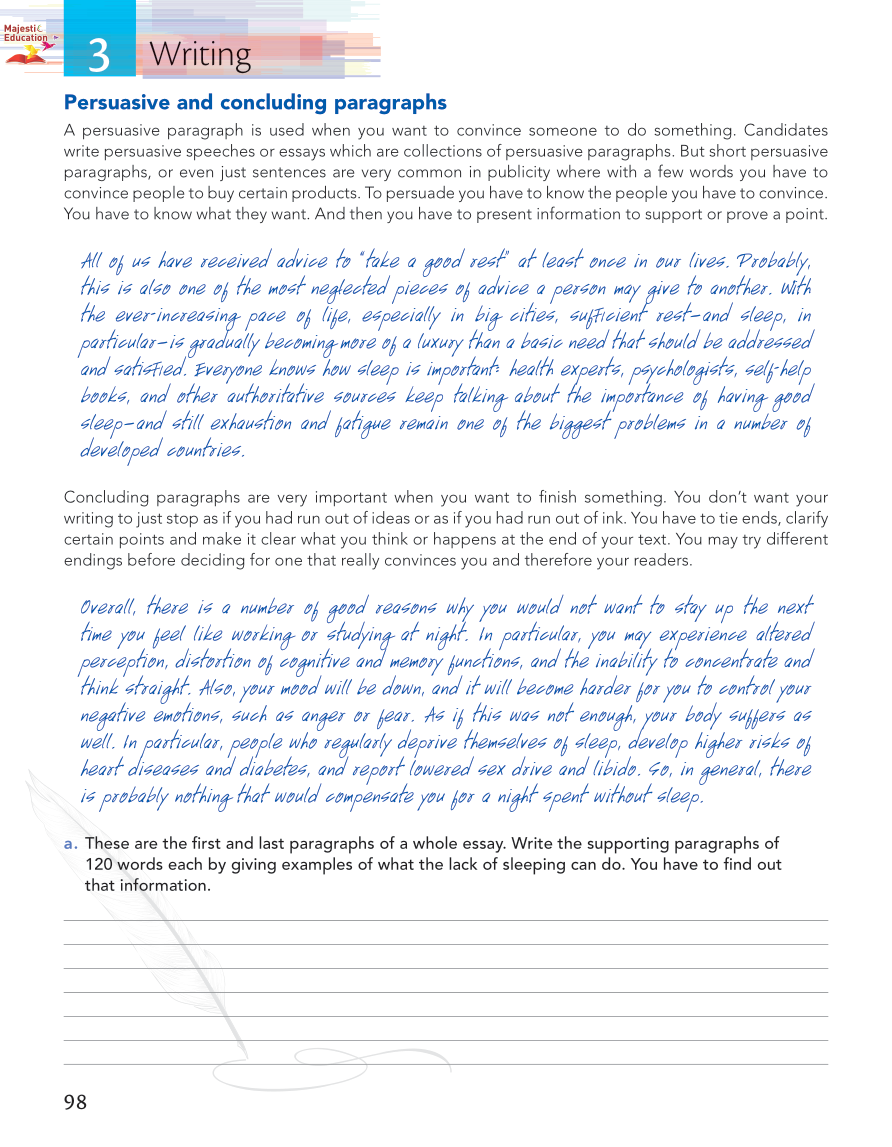 Majestic
Education
3 Writing
Persuasive and concluding paragraphs
A persuasive paragraph is used when you want to convince someone to do something. Candidates
write persuasive speeches or essays which are collections of persuasive paragraphs. But short persuasive
paragraphs, or even just sentences are very common in publicity where with a few words you have to
convince people to buy certain products. To persuade you have to know the people you have to convince.
You have to know what they want. And then you have to present information to support or prove a point.
All of us have received advice to “take a good rest” at least once in our lives. Probably,
this is also one of the most neglected pieces of advice a person may give to another. With
the ever-increasing pace of life, especially in big cities, sufficient rest—and sleep, in
particular—is gradually becoming more of a luxury than a basic need that should be addressed
and satisfied. Everyone knows how sleep is important: health experts, psychologists, self-help
books, and other authoritative sources keep talking about the importance of having good
sleep—and still exhaustion and fatigue remain one of the biggest problems in a number of
developed countries.
Concluding paragraphs are very important when you want to finish something. You don’t want your
writing to just stop as if you had run out of ideas or as if you had run out of ink. You have to tie ends, clarify
certain points and make it clear what you think or happens at the end of your text. You may try different
endings before deciding for one that really convinces you and therefore your readers.
Overall, there is a number of good reasons why you would not want to stay up the next
time you feel like working or studying at night. In particular, you may experience altered
perception, distortion of cognitive and memory functions, and the inability to concentrate and
think straight. Also, your mood will be down, and it will become harder for you to control your
negative emotions, such as anger or fear. As if this was not enough, your body suffers as
well. In particular, people who regularly deprive themselves of sleep, develop higher risks of
heart diseases and diabetes, and report lowered sex drive and libido. So, in general, there
is probably nothing that would compensate you for a night spent without sleep.
a. These are the first and last paragraphs of a whole essay. Write the supporting paragraphs of
120 words each by giving examples of what the lack of sleeping can do. You have to find out
that information.
98